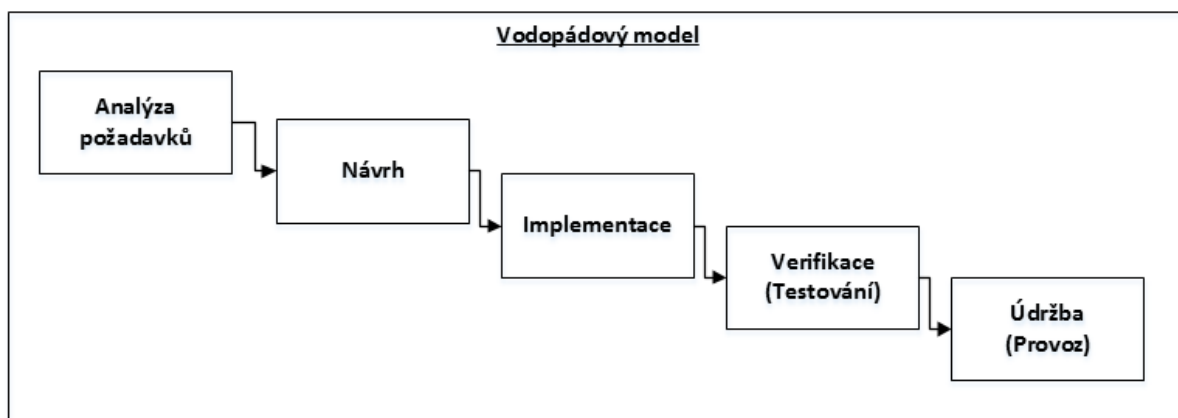 Vodopádový model
Analýza
požadavků
Návrh
Implementace
Verifikace
(Testování)
Údržba
(Provoz)